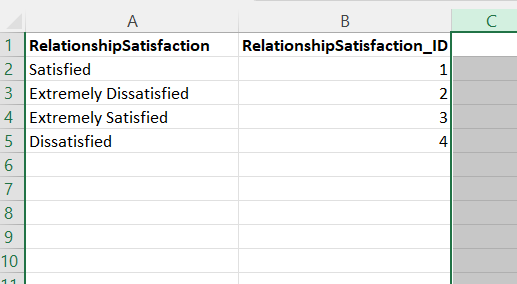 A B C
1 RelationshipSatisfaction RelationshipSatisfaction_ID
2 Satisfied 1
3 Extremely Dissatisfied 2
4 Extremely Satisfied 3
5 Dissatisfied 4
6
7
8
9
10
11